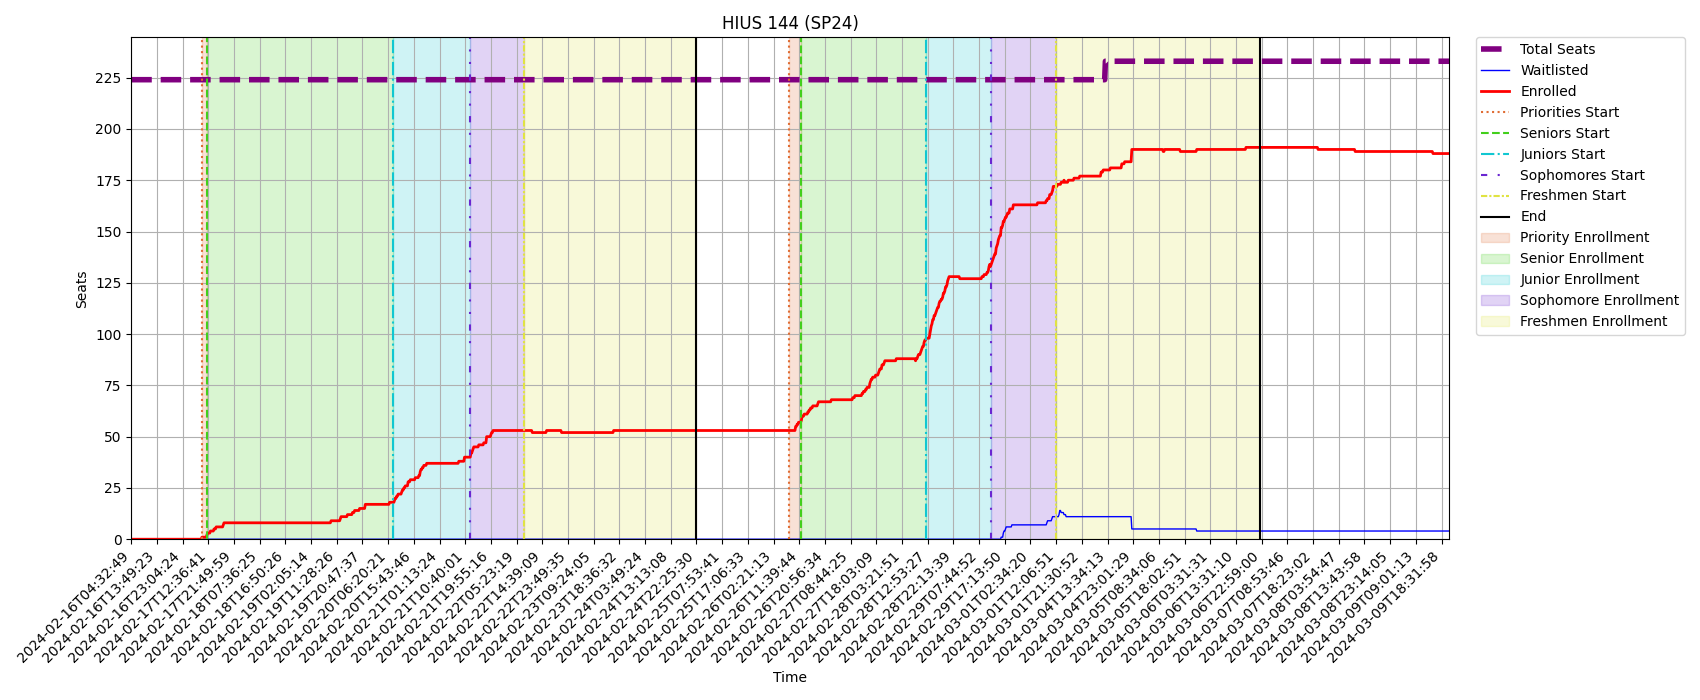 HIUS 144 (SP24)
Seats
225
200
175
150
125
100
75
50
25
0
2024-02-16T04:32:49
2024-02-16T13:49:23
2024-02-16T23:04:24
2024-02-17T12:36:41
2024-02-17T21:49:59
2024-02-18T07:36:25
2024-02-18T16:50:26
2024-02-19T02:05:14
2024-02-19T11:28:26
2024-02-19T20:47:37
2024-02-20T06:20:21
2024-02-20T15:43:46
2024-02-21T01:13:24
2024-02-21T10:40:01
2024-02-21T19:55:16
2024-02-22T05:23:19
2024-02-22T14:39:09
2024-02-22T23:49:35
2024-02-23T09:24:05
2024-02-23T18:36:32
2024-02-24T03:49:24
2024-02-24T13:13:08
2024-02-24T22:25:30
2024-02-25T07:53:41
2024-02-25T17:06:33
2024-02-26T02:21:13
2024-02-26T11:39:44
2024-02-26T20:56:34
2024-02-27T08:44:25
2024-02-27T18:03:09
2024-02-28T03:21:51
2024-02-28T12:53:27
2024-02-28T22:13:39
2024-02-29T07:44:52
2024-02-29T17:13:50
2024-03-01T02:34:20
2024-03-01T12:06:51
2024-03-01T21:30:52
2024-03-04T13:34:13
2024-03-04T23:01:29
2024-03-05T08:34:06
2024-03-05T18:02:51
2024-03-06T03:31:31
2024-03-06T13:31:10
2024-03-06T22:59:00
2024-03-07T08:53:46
2024-03-07T18:23:02
2024-03-08T03:54:47
2024-03-08T13:43:58
2024-03-08T23:14:05
2024-03-09T09:01:13
2024-03-09T18:31:58
Time
Total Seats
Waitlisted
Enrolled
Priorities Start
Seniors Start
Juniors Start
Sophomores Start
Freshmen Start
End
Priority Enrollment
Senior Enrollment
Junior Enrollment
Sophomore Enrollment
Freshmen Enrollment